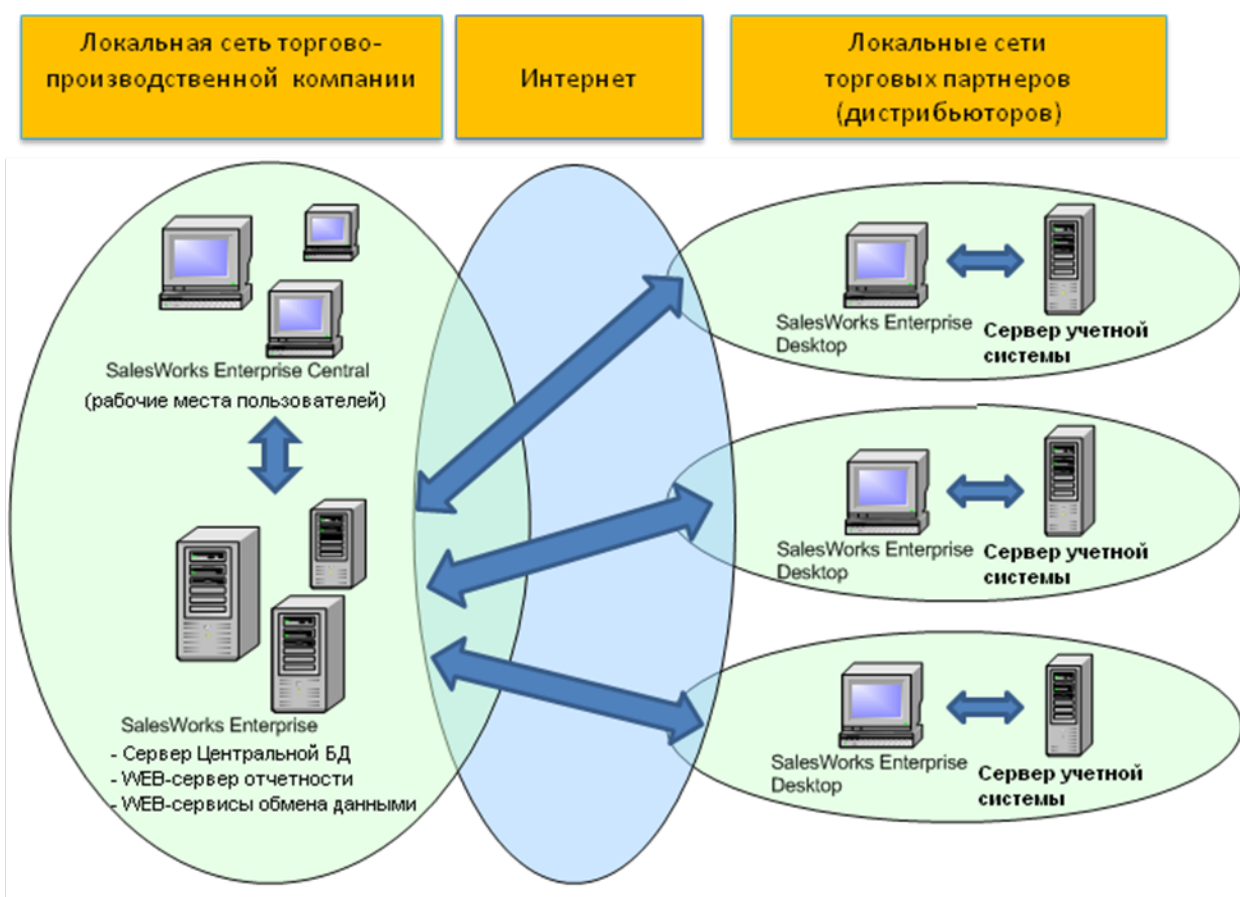 Локальная сеть торгово-
производственной компании
Интернет
Локальные сети
торговых партнеров
(дистрибьюторов)
SalesWorks Enterprise Central
(рабочие места пользователей)
SalesWorks Enterprise
- Сервер Центральной БД
- WEB-сервер отчетности
- WEB-сервисы обмена данными
SalesWorks Enterprise
Desktop
Сервер учетной
системы
SalesWorks Enterprise
Desktop
Сервер учетной
системы
SalesWorks Enterprise
Desktop
Сервер учетной
системы